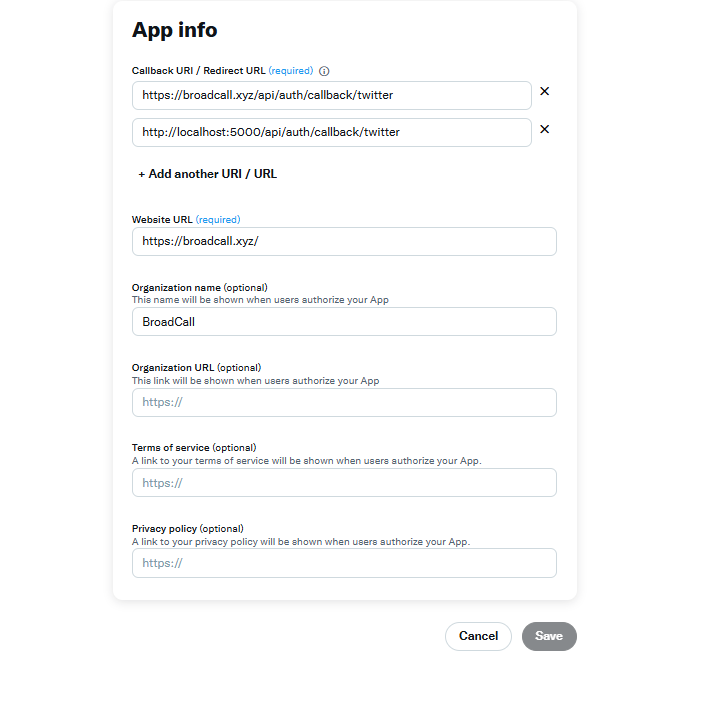 App info
Callback URI / Redirect URL (required)
https://broadcall.xyz/api/auth/callback/twitter
http://localhost:5000/api/auth/callback/twitter
+ Add another URI / URL
Website URL (required)
https://broadcall.xyz/
Organization name (optional)
This name will be shown when users authorize your App
BroadCall
Organization URL (optional)
This link will be shown when users authorize your App
https://
Terms of service (optional)
A link to your terms of service will be shown when users authorize your App.
https://
Privacy policy (optional)
A link to your privacy policy will be shown when users authorize your App.
https://
Cancel Save